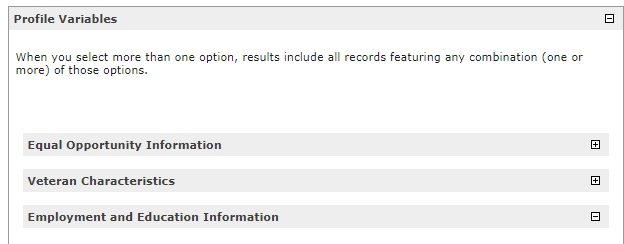 Profile Variables
When you select more than one option, results include all records featuring any combination (one or
more) of those options.
Equal Opportunity Information
Veteran Characteristics
Employment and Education Information